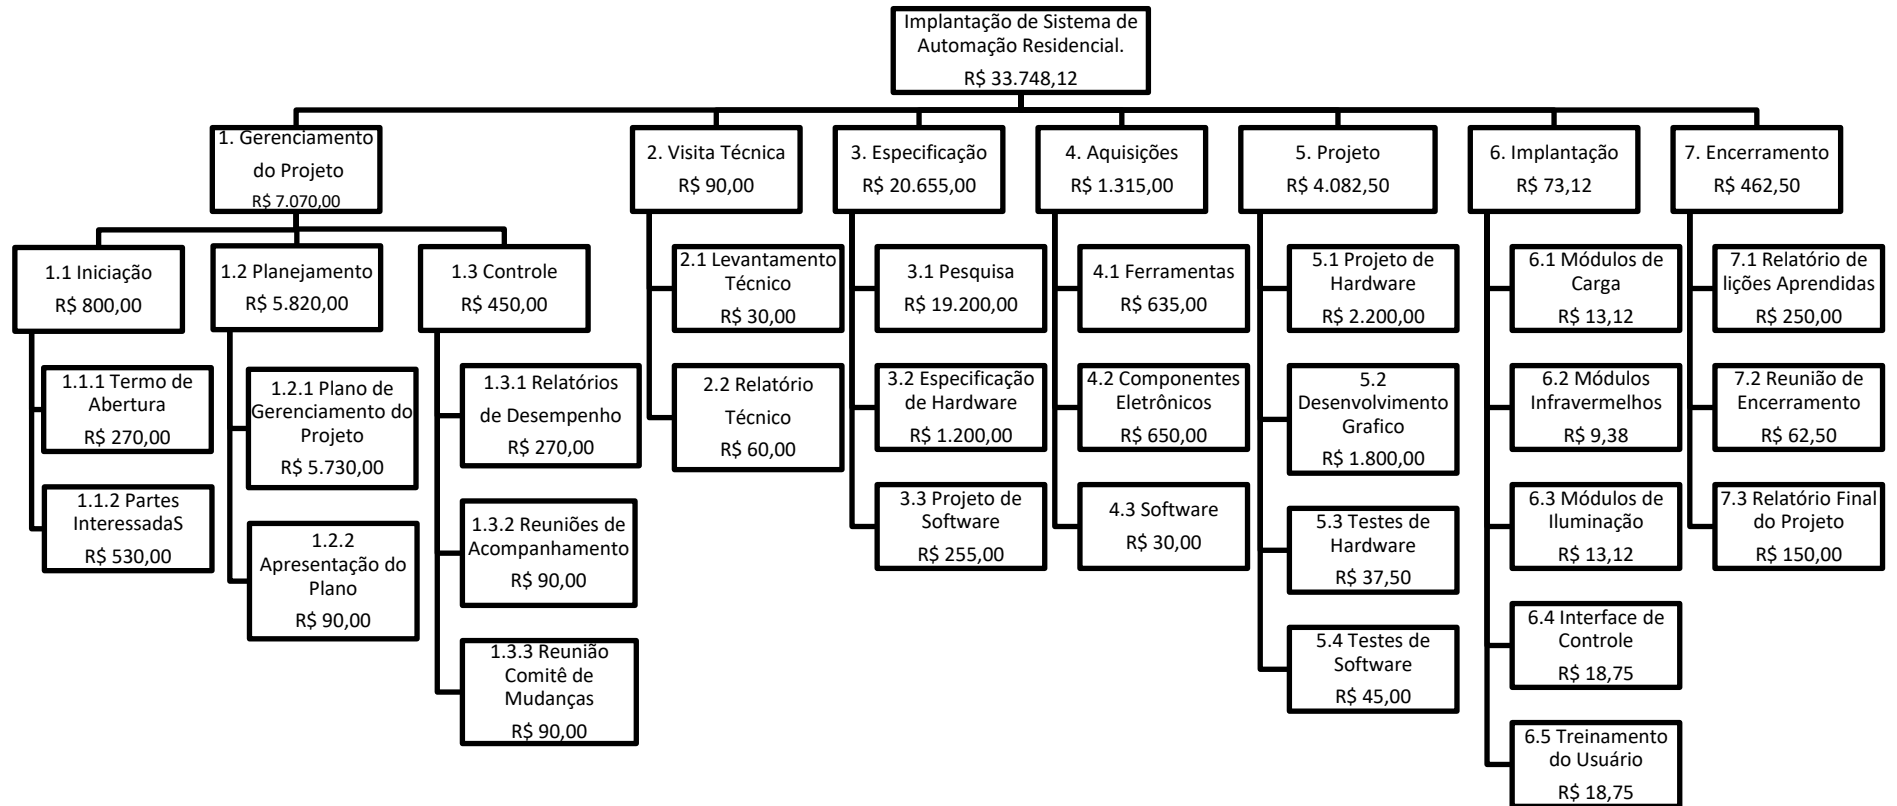 Implantação de Sistema de
Automação Residencial.
R$ 33.748,12
1. Gerenciamento
do Projeto
R$ 7.070,00
1.1 Iniciação
R$ 800,00
1.1.1 Termo de
Abertura
R$ 270,00
1.1.2 Partes
InteressadaS
R$ 530,00
1.2 Planejamento
R$ 5.820,00
1.2.1 Plano de
Gerenciamento do
Projeto
R$ 5.730,00
1.2.2
Apresentação do
Plano
R$ 90,00
1.3 Controle
R$ 450,00
1.3.1 Relatórios
de Desempenho
R$ 270,00
1.3.2 Reuniões de
Acompanhamento
R$ 90,00
1.3.3 Reunião
Comitê de
Mudanças
R$ 90,00
2. Visita Técnica
R$ 90,00
2.1 Levantamento
Técnico
R$ 30,00
2.2 Relatório
Técnico
R$ 60,00
3. Especificação
R$ 20.655,00
3.1 Pesquisa
R$ 19.200,00
3.2 Especificação
de Hardware
R$ 1.200,00
3.3 Projeto de
Software
R$ 255,00
4. Aquisições
R$ 1.315,00
4.1 Ferramentas
R$ 635,00
4.2 Componentes
Eletrônicos
R$ 650,00
4.3 Software
R$ 30,00
5. Projeto
R$ 4.082,50
5.1 Projeto de
Hardware
R$ 2.200,00
5.2
Desenvolvimento
Grafico
R$ 1.800,00
5.3 Testes de
Hardware
R$ 37,50
5.4 Testes de
Software
R$ 45,00
6. Implantação
R$ 73,12
6.1 Módulos de
Carga
R$ 13,12
6.2 Módulos
Infravermelhos
R$ 9,38
6.3 Módulos de
Iluminação
R$ 13,12
6.4 Interface de
Controle
R$ 18,75
6.5 Treinamento
do Usuário
R$ 18,75
7. Encerramento
R$ 462,50
7.1 Relatório de
lições Aprendidas
R$ 250,00
7.2 Reunião de
Encerramento
R$ 62,50
7.3 Relatório Final
do Projeto
R$ 150,00